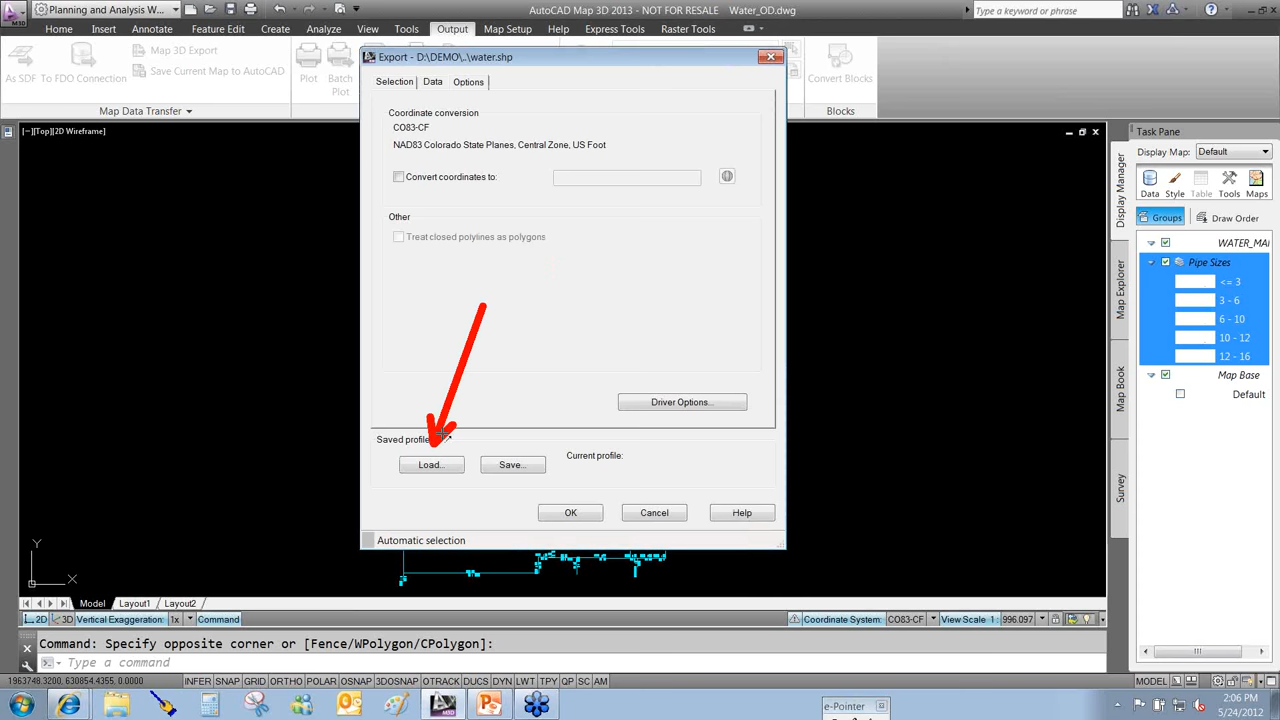 Planning and Analysis W...
AutoCAD Map 3D 2013 - NOT FOR RESALE Water_OD.dwg
Type a keyword or phrase
Home Insert Annotate Feature Edit Create Analyze View Tools Output Map Setup Help Express Tools Raster Tools
As SDF To FDO Connection
Map 3D Export
Save Current Map to AutoCAD
Plot
Batch
Plot
Convert Blocks
Map Data Transfer
Blocks
[−][Top][2D Wireframe]
Export - D:\DEMO\..\water.shp
Selection Data Options
Coordinate conversion
CO83-CF
NAD83 Colorado State Planes, Central Zone, US Foot
Convert coordinates to:
Other
Treat closed polylines as polygons
Driver Options...
Saved profile
Load... Save... Current profile:
OK Cancel Help
Automatic selection
Task Pane
Display Map: Default
Data Style Table Tools Maps
Groups Draw Order
WATER_MAI
Pipe Sizes
<= 3
3 - 6
6 - 10
10 - 12
12 - 16
Map Base
Default
Display Manager
Map Explorer
Map Book
Survey
Y
X
Model Layout1 Layout2
2D 3D Vertical Exaggeration: 1x Command
Coordinate System: CO83-CF View Scale 1: 996.097
Command: Specify opposite corner or [Fence/WPolygon/CPolygon]:
Type a command
1963748.3260, 630854.4355, 0.0000
INFER SNAP GRID ORTHO POLAR OSNAP 3DOSNAP OTRACK DUCS DYN LWT TPY QP SC AM
MODEL
e-Pointer
2:06 PM
5/24/2012